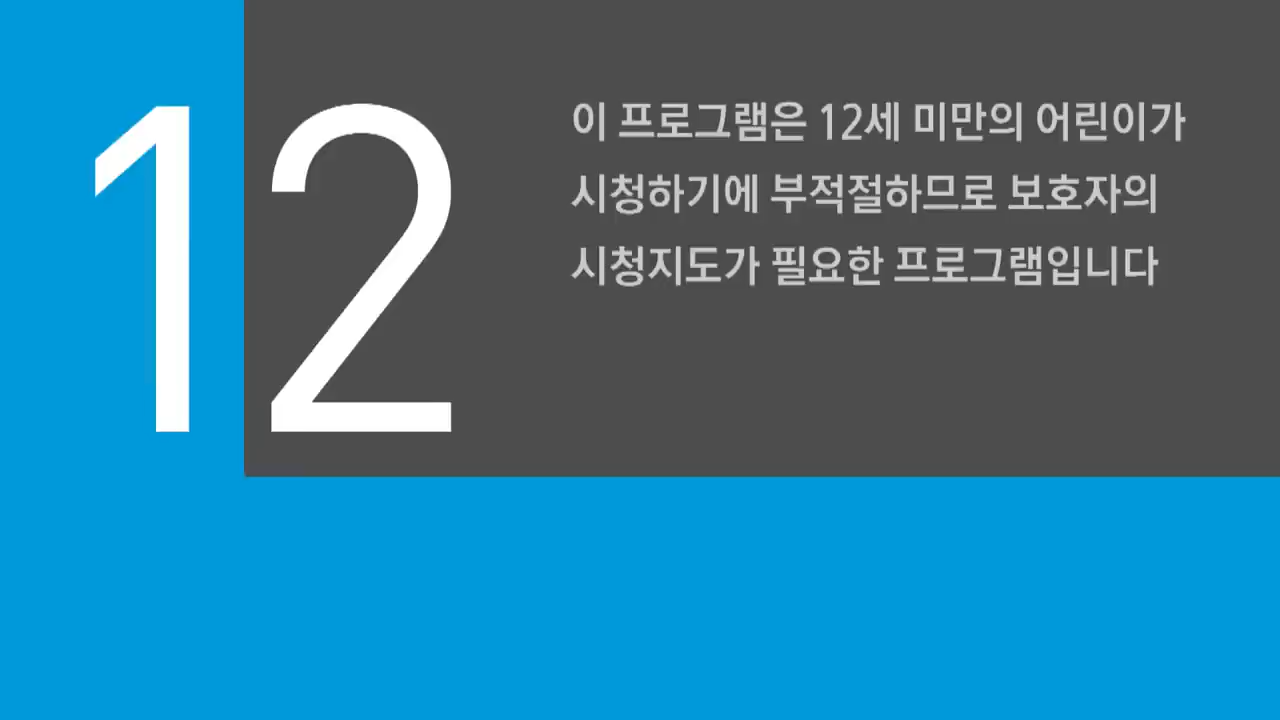 12
이 프로그램은 12세 미만의 어린이가
시청하기에 부적절하므로 보호자의
시청지도가 필요한 프로그램입니다